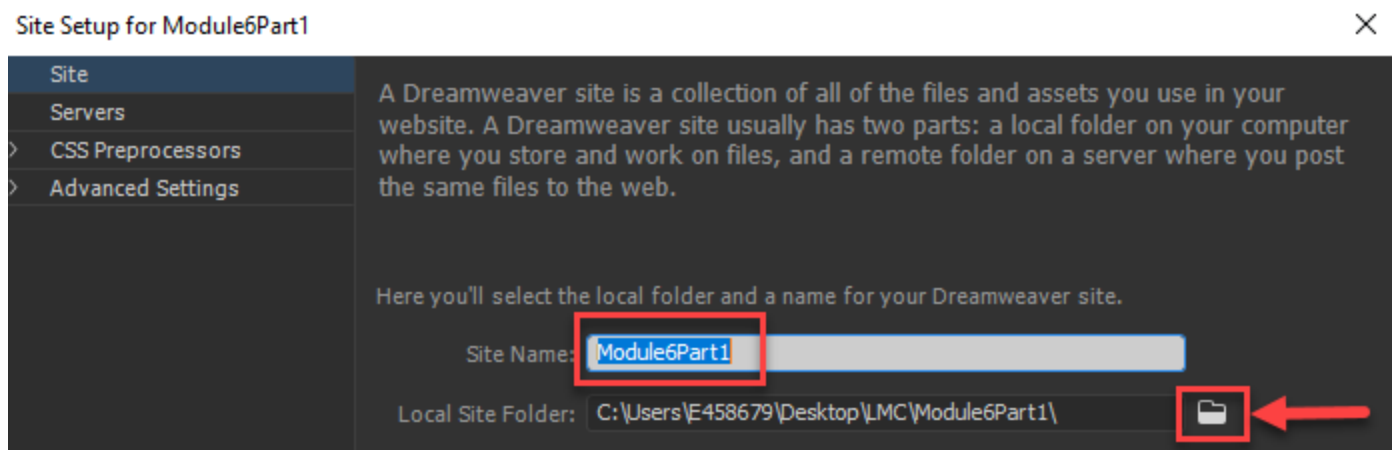 Site Setup for Module6Part1
Site
Servers
CSS Preprocessors
Advanced Settings
A Dreamweaver site is a collection of all of the files and assets you use in your
website. A Dreamweaver site usually has two parts: a local folder on your computer
where you store and work on files, and a remote folder on a server where you post
the same files to the web.
Here you'll select the local folder and a name for your Dreamweaver site.
Site Name: Module6Part1
Local Site Folder: C:\Users\E458679\Desktop\LMC\Module6Part1\